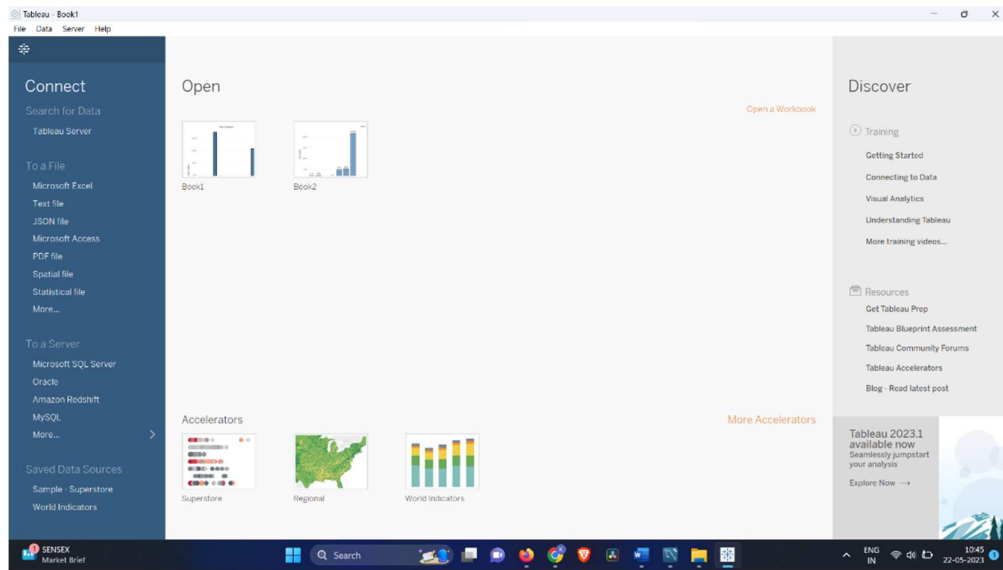 Tableau - Book1
File Data Server Help
Connect
Search for Data
Tableau Server
To a File
Microsoft Excel
Text file
JSON file
Microsoft Access
PDF file
Spatial file
Statistical file
More...
To a Server
Microsoft SQL Server
Oracle
Amazon Redshift
MySQL
More...
Saved Data Sources
Sample - Superstore
World Indicators
Open
Open a Workbook
Book1
Book2
Accelerators
More Accelerators
Superstore
Regional
World Indicators
Discover
Training
Getting Started
Connecting to Data
Visual Analytics
Understanding Tableau
More training videos...
Resources
Get Tableau Prep
Tableau Blueprint Assessment
Tableau Community Forums
Tableau Accelerators
Blog - Read latest post
Tableau 2023.1
available now
Seamlessly jumpstart
your analysis
Explore Now →
1
SENSEX
Market Brief
Search
ENG
IN
10:45
22-05-2023